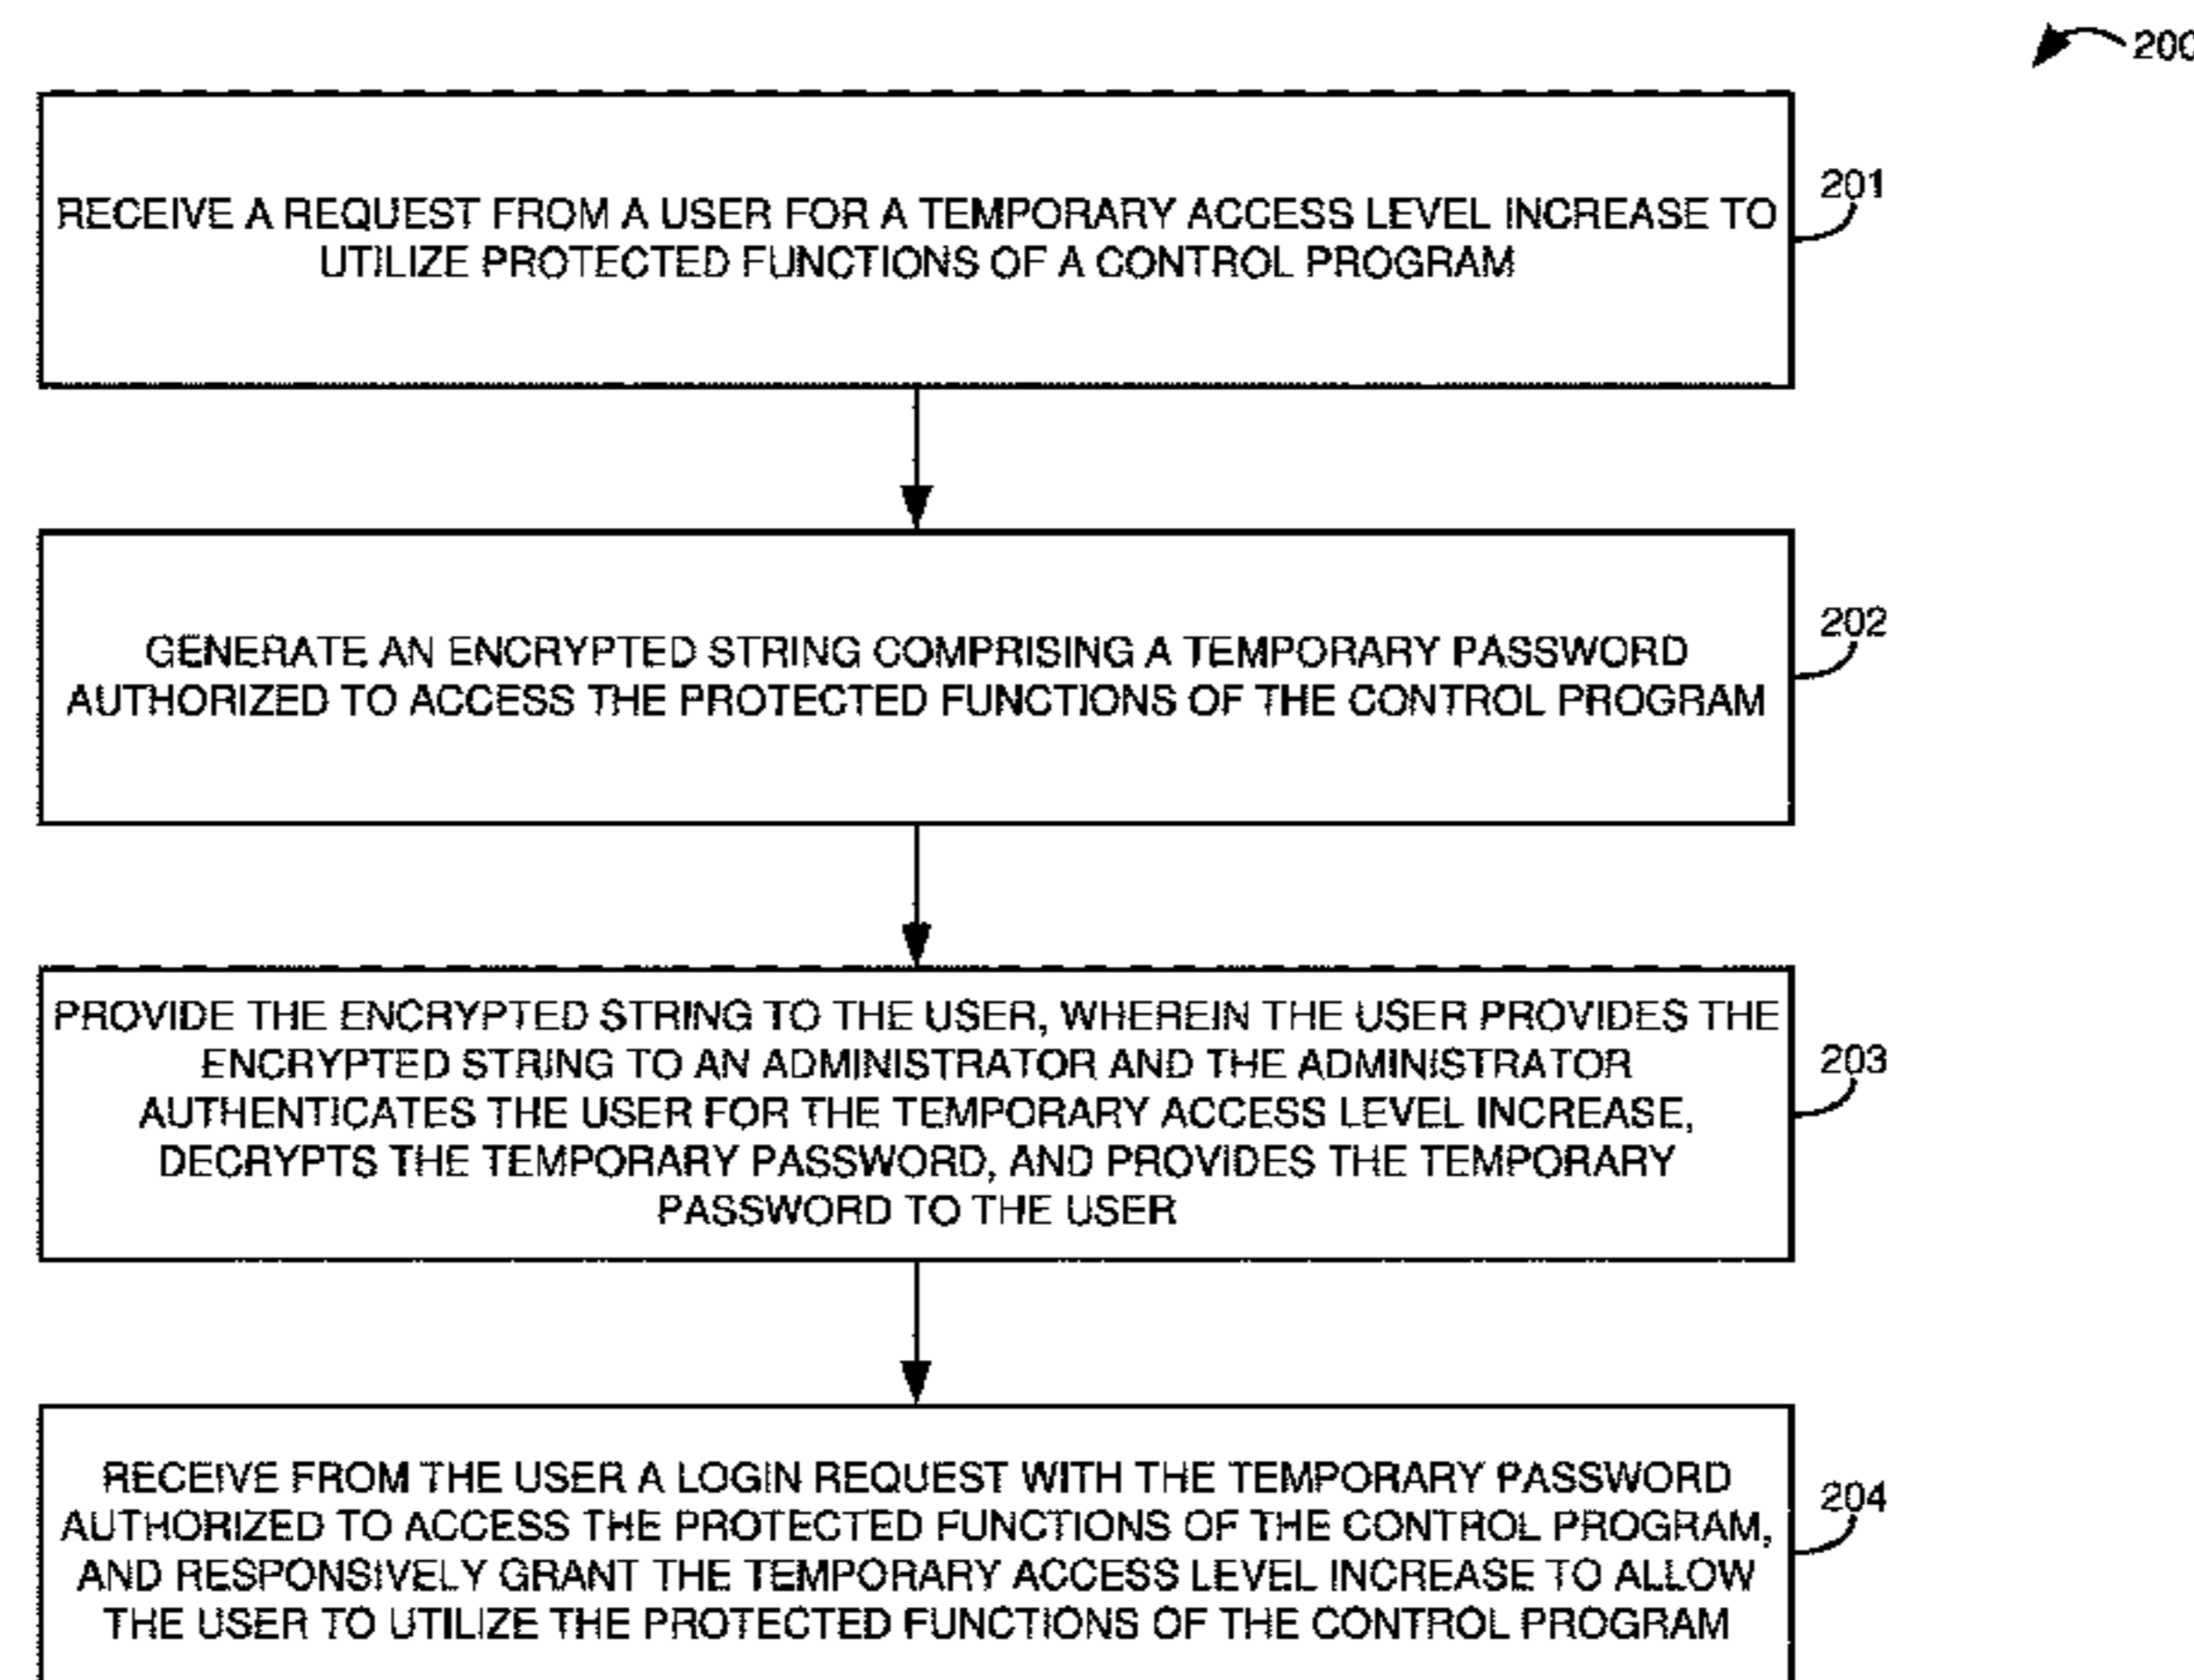 200
RECEIVE A REQUEST FROM A USER FOR A TEMPORARY ACCESS LEVEL INCREASE TO
UTILIZE PROTECTED FUNCTIONS OF A CONTROL PROGRAM
201
GENERATE AN ENCRYPTED STRING COMPRISING A TEMPORARY PASSWORD
AUTHORIZED TO ACCESS THE PROTECTED FUNCTIONS OF THE CONTROL PROGRAM
202
PROVIDE THE ENCRYPTED STRING TO THE USER, WHEREIN THE USER PROVIDES THE
ENCRYPTED STRING TO AN ADMINISTRATOR AND THE ADMINISTRATOR
AUTHENTICATES THE USER FOR THE TEMPORARY ACCESS LEVEL INCREASE,
DECRYPTS THE TEMPORARY PASSWORD, AND PROVIDES THE TEMPORARY
PASSWORD TO THE USER
203
RECEIVE FROM THE USER A LOGIN REQUEST WITH THE TEMPORARY PASSWORD
AUTHORIZED TO ACCESS THE PROTECTED FUNCTIONS OF THE CONTROL PROGRAM,
AND RESPONSIVELY GRANT THE TEMPORARY ACCESS LEVEL INCREASE TO ALLOW
THE USER TO UTILIZE THE PROTECTED FUNCTIONS OF THE CONTROL PROGRAM
204